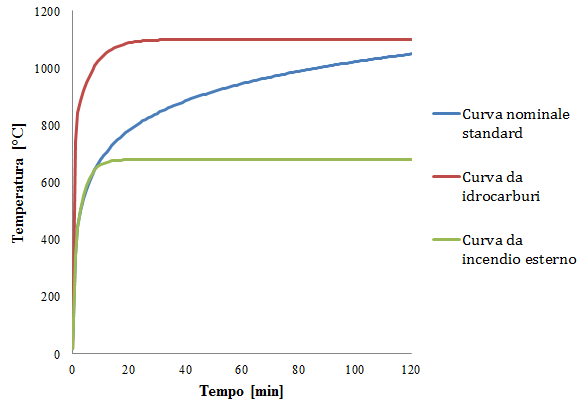 1200
1000
800
600
400
200
0
Temperatura [°C]
0 20 40 60 80 100 120
Tempo [min]
Curva nominale
standard
Curva da
idrocarburi
Curva da
incendio esterno